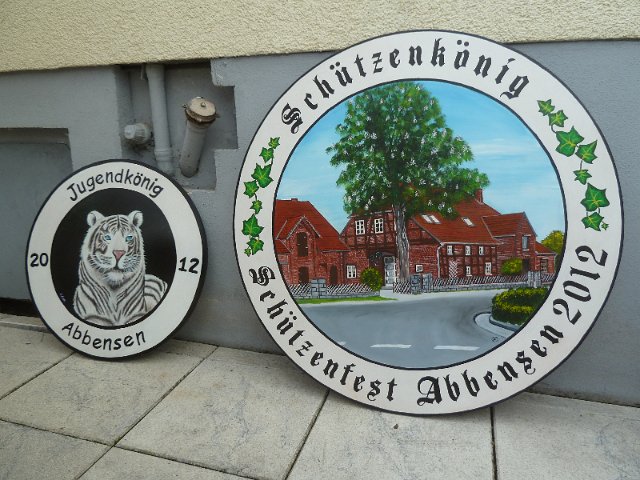 Jugendkönig
20 12
Abbensen
Schützenkönig
Schützenfest Abbensen 2012